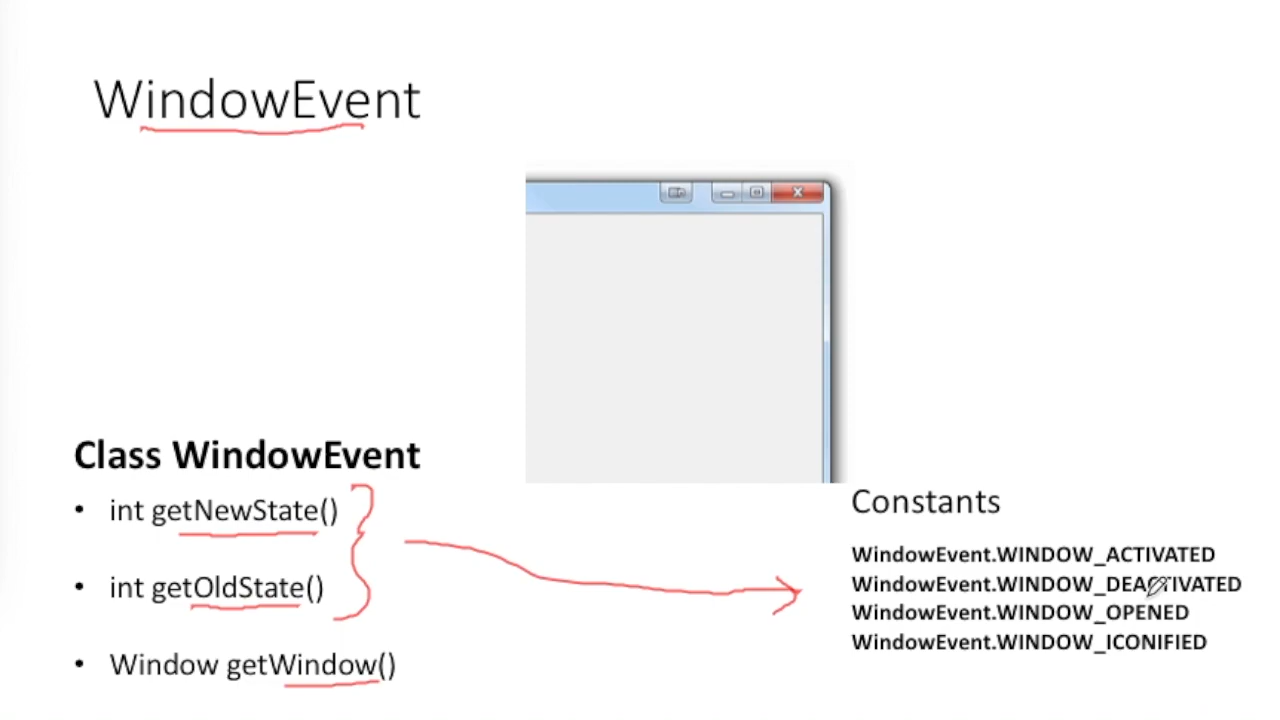 WindowEvent
Class WindowEvent
• int getNewState()
• int getOldState()
• Window getWindow()
Constants
WindowEvent.WINDOW_ACTIVATED
WindowEvent.WINDOW_DEACTIVATED
WindowEvent.WINDOW_OPENED
WindowEvent.WINDOW_ICONIFIED